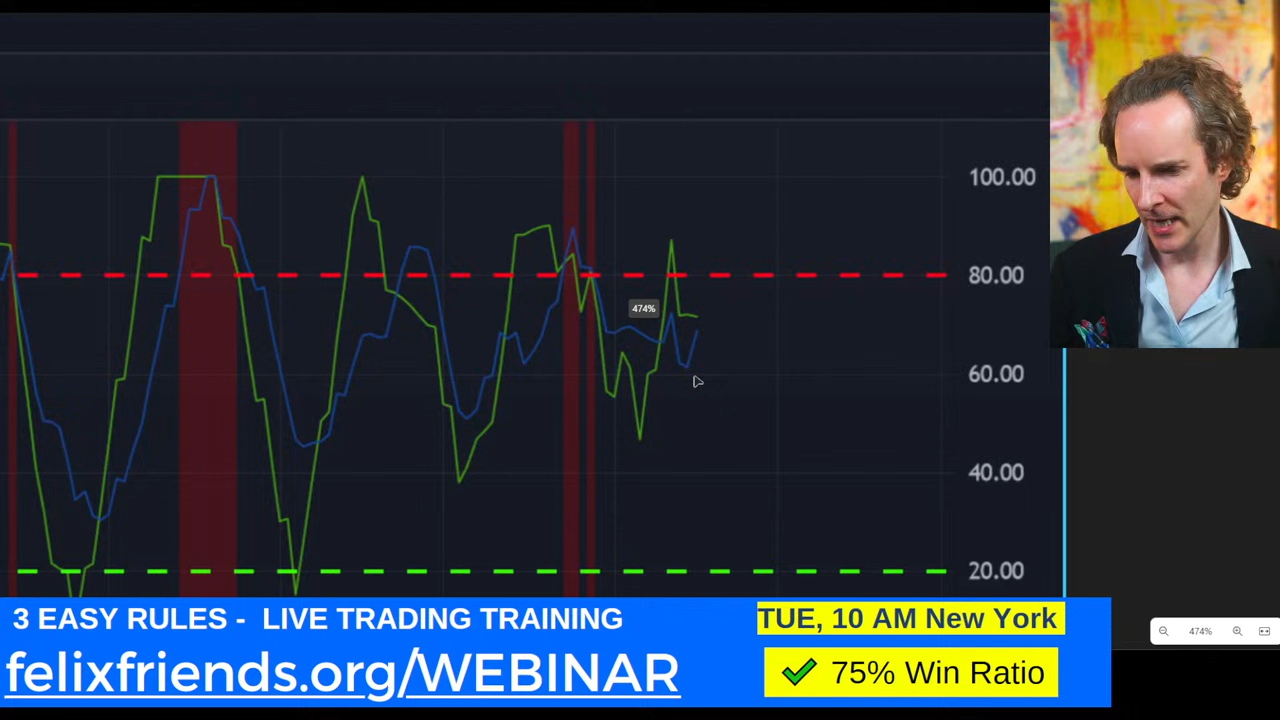 100.00
80.00
474%
60.00
40.00
20.00
474%
3 EASY RULES - LIVE TRADING TRAINING
TUE, 10 AM New York
felixfriends.org/WEBINAR
75% Win Ratio